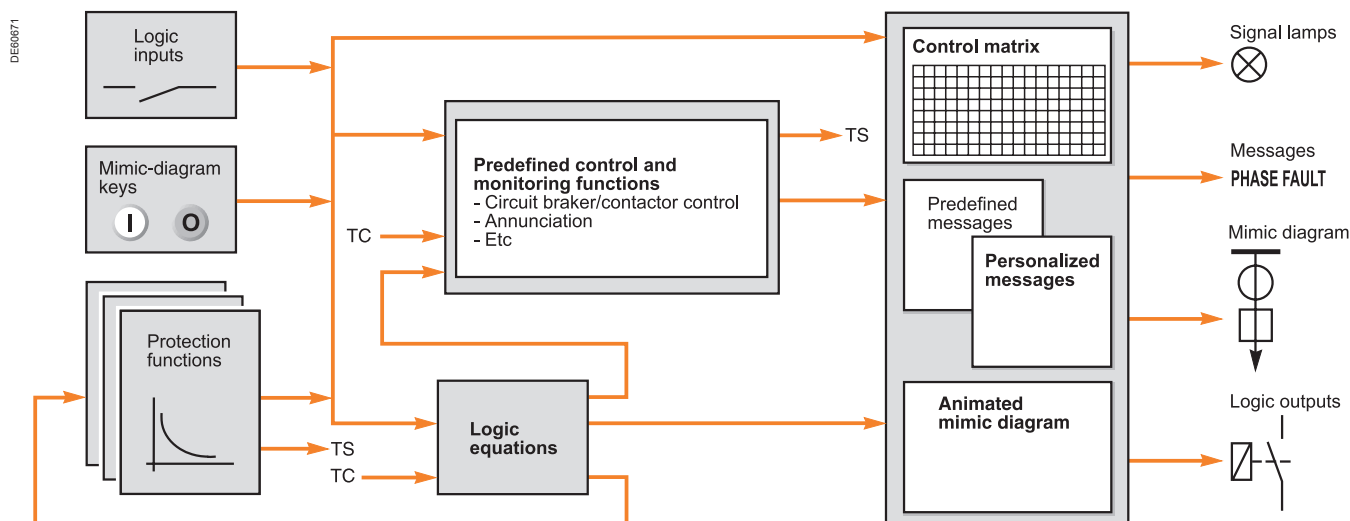 DE60671
Logic
inputs
Mimic-diagram
keys
I O
Protection
functions
TS
TC
Predefined control and
monitoring functions
- Circuit braker/contactor control
- Annunciation
- Etc
TS
TC
Logic
equations
Control matrix
Predefined
messages
Personalized
messages
Animated
mimic diagram
Signal lamps
Messages
PHASE FAULT
Mimic diagram
Logic outputs